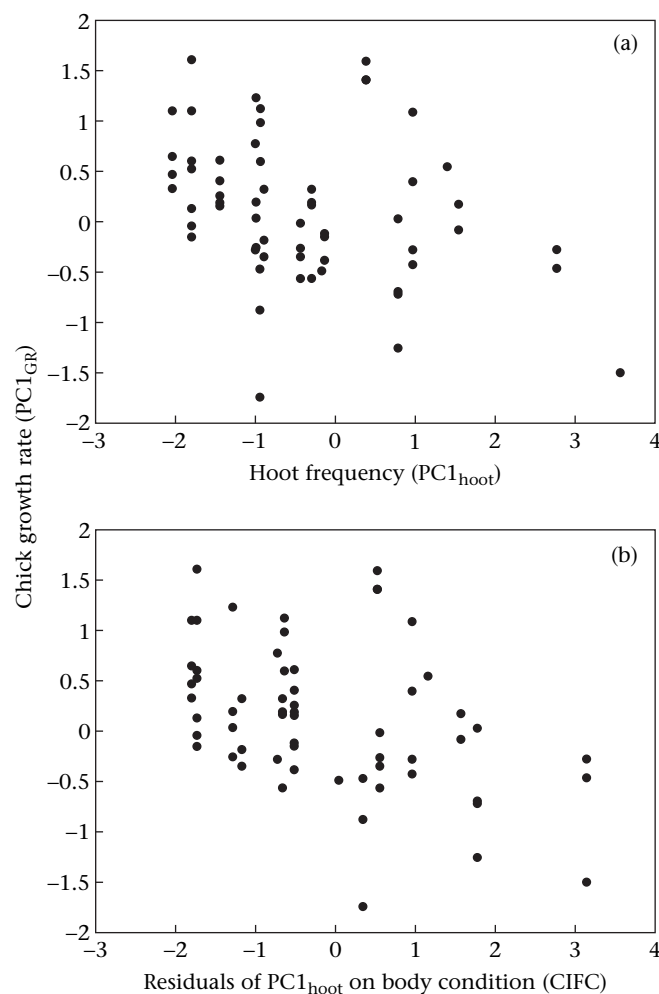 (a)
2
1.5
1
0.5
0
−0.5
−1
−1.5
−2
−3 −2 −1 0 1 2 3 4
Hoot frequency (PC1hoot)
Chick growth rate (PC1GR)
(b)
2
1.5
1
0.5
0
−0.5
−1
−1.5
−2
−3 −2 −1 0 1 2 3 4
Residuals of PC1hoot on body condition (CIFC)